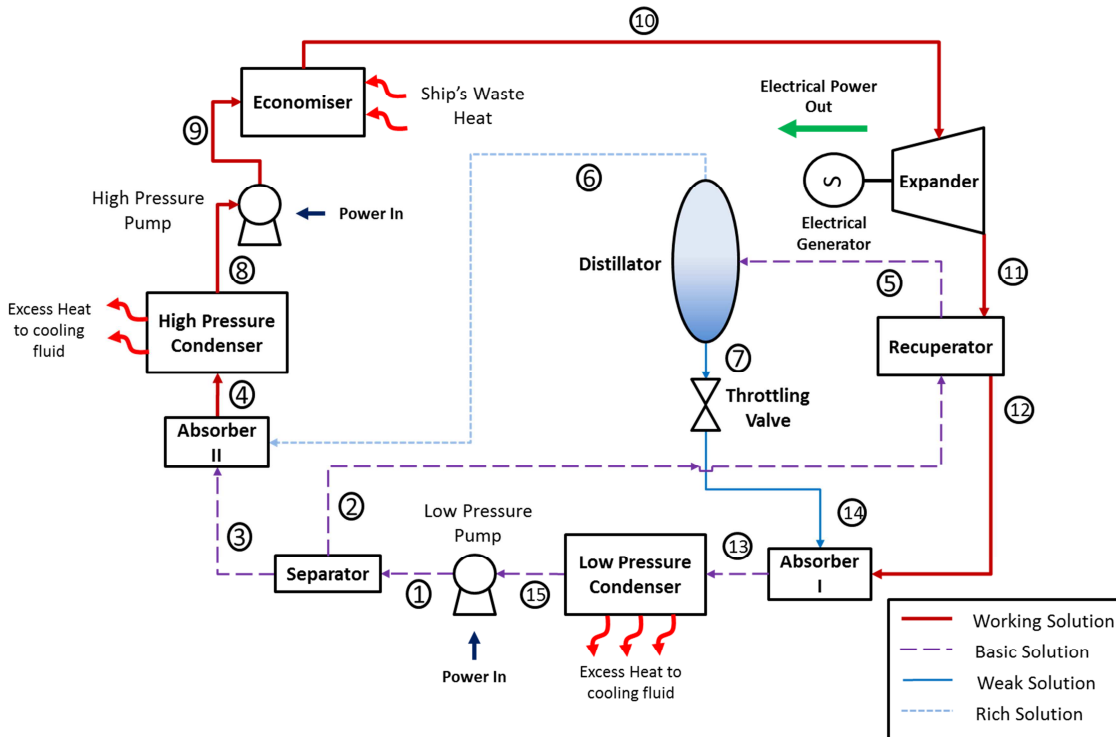 ⑩
Economiser
Ship's Waste
Heat
Electrical Power
Out
⑨
⑥
High Pressure
Pump
Power In
S
Expander
Electrical
Generator
Distillator
⑧
⑤
⑪
Excess Heat
to cooling
fluid
High Pressure
Condenser
Recuperator
⑦
④
Throttling
Valve
⑫
Absorber
II
②
Low Pressure
Pump
③
⑭
Separator
①
⑮
Low Pressure
Condenser
⑬
Absorber
I
Power In
Excess Heat to
cooling fluid
Working Solution
Basic Solution
Weak Solution
Rich Solution